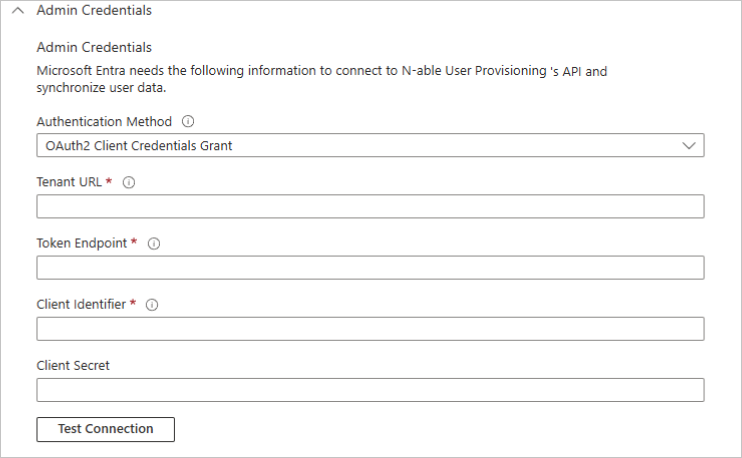 Admin Credentials
Admin Credentials
Microsoft Entra needs the following information to connect to N-able User Provisioning 's API and
synchronize user data.
Authentication Method
OAuth2 Client Credentials Grant
Tenant URL *
Token Endpoint *
Client Identifier *
Client Secret
Test Connection